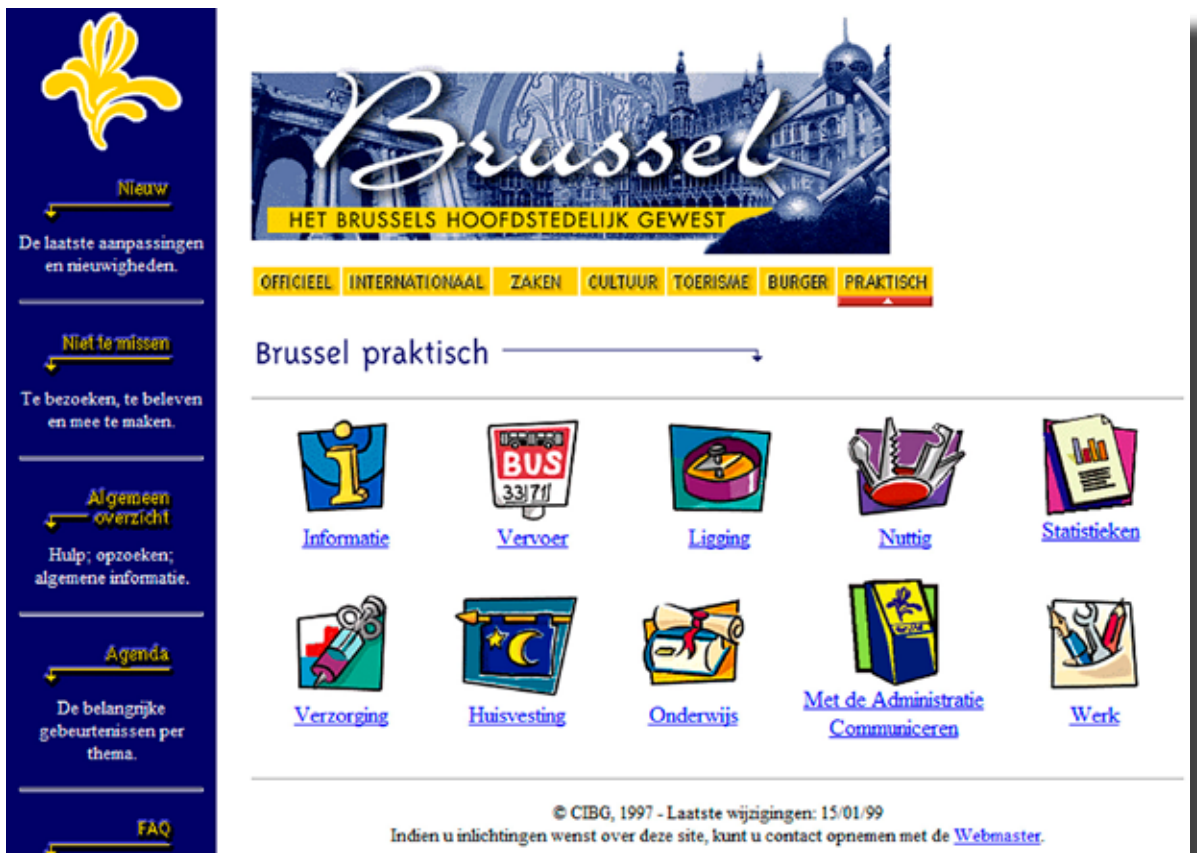 Nieuw
De laatste aanpassingen
en nieuwigheden.
Niet te missen
Te bezoeken, te beleven
en mee te maken.
Algemeen
overzicht
Hulp; opzoeken;
algemene informatie.
Agenda
De belangrijke
gebeurtenissen per
thema.
FAQ
Brussel
HET BRUSSELS HOOFDSTEDELIJK GEWEST
OFFICIEEL INTERNATIONAAL ZAKEN CULTUUR TOERISME BURGER PRAKTISCH
Brussel praktisch
BUS
33 71
Informatie Vervoer Ligging Nuttig Statistieken
Verzorging Huisvesting Onderwijs Met de Administratie
Communiceren Werk
© CIBG, 1997 - Laatste wijzigingen: 15/01/99
Indien u inlichtingen wenst over deze site, kunt u contact opnemen met de Webmaster.